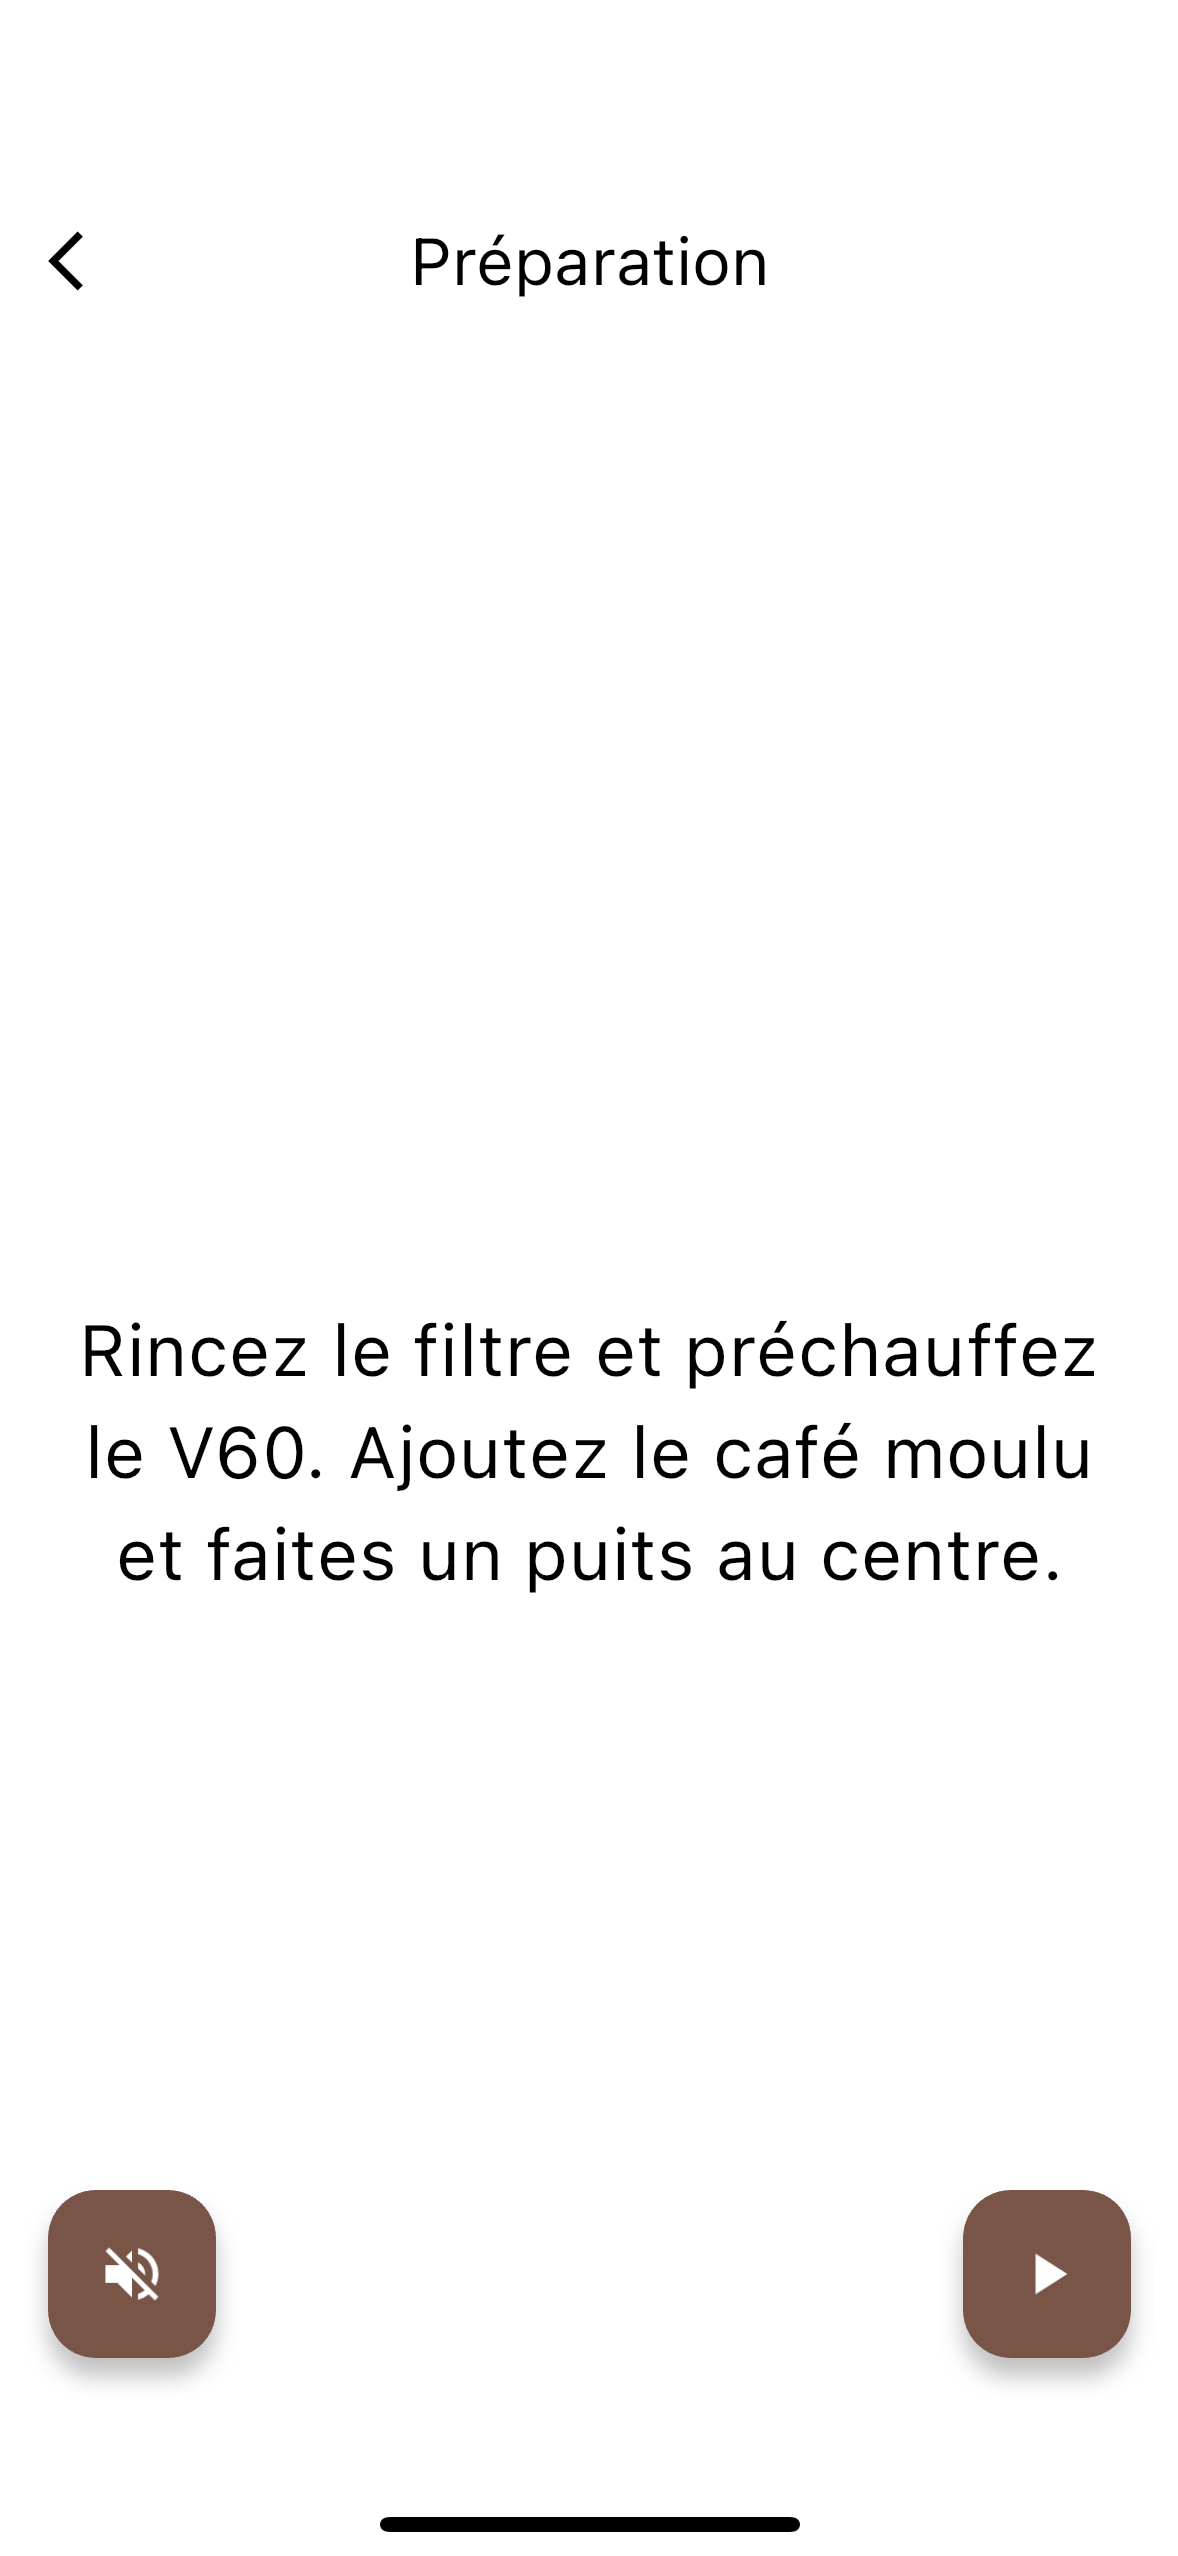 Préparation
Rincez le filtre et préchauffez
le V60. Ajoutez le café moulu
et faites un puits au centre.